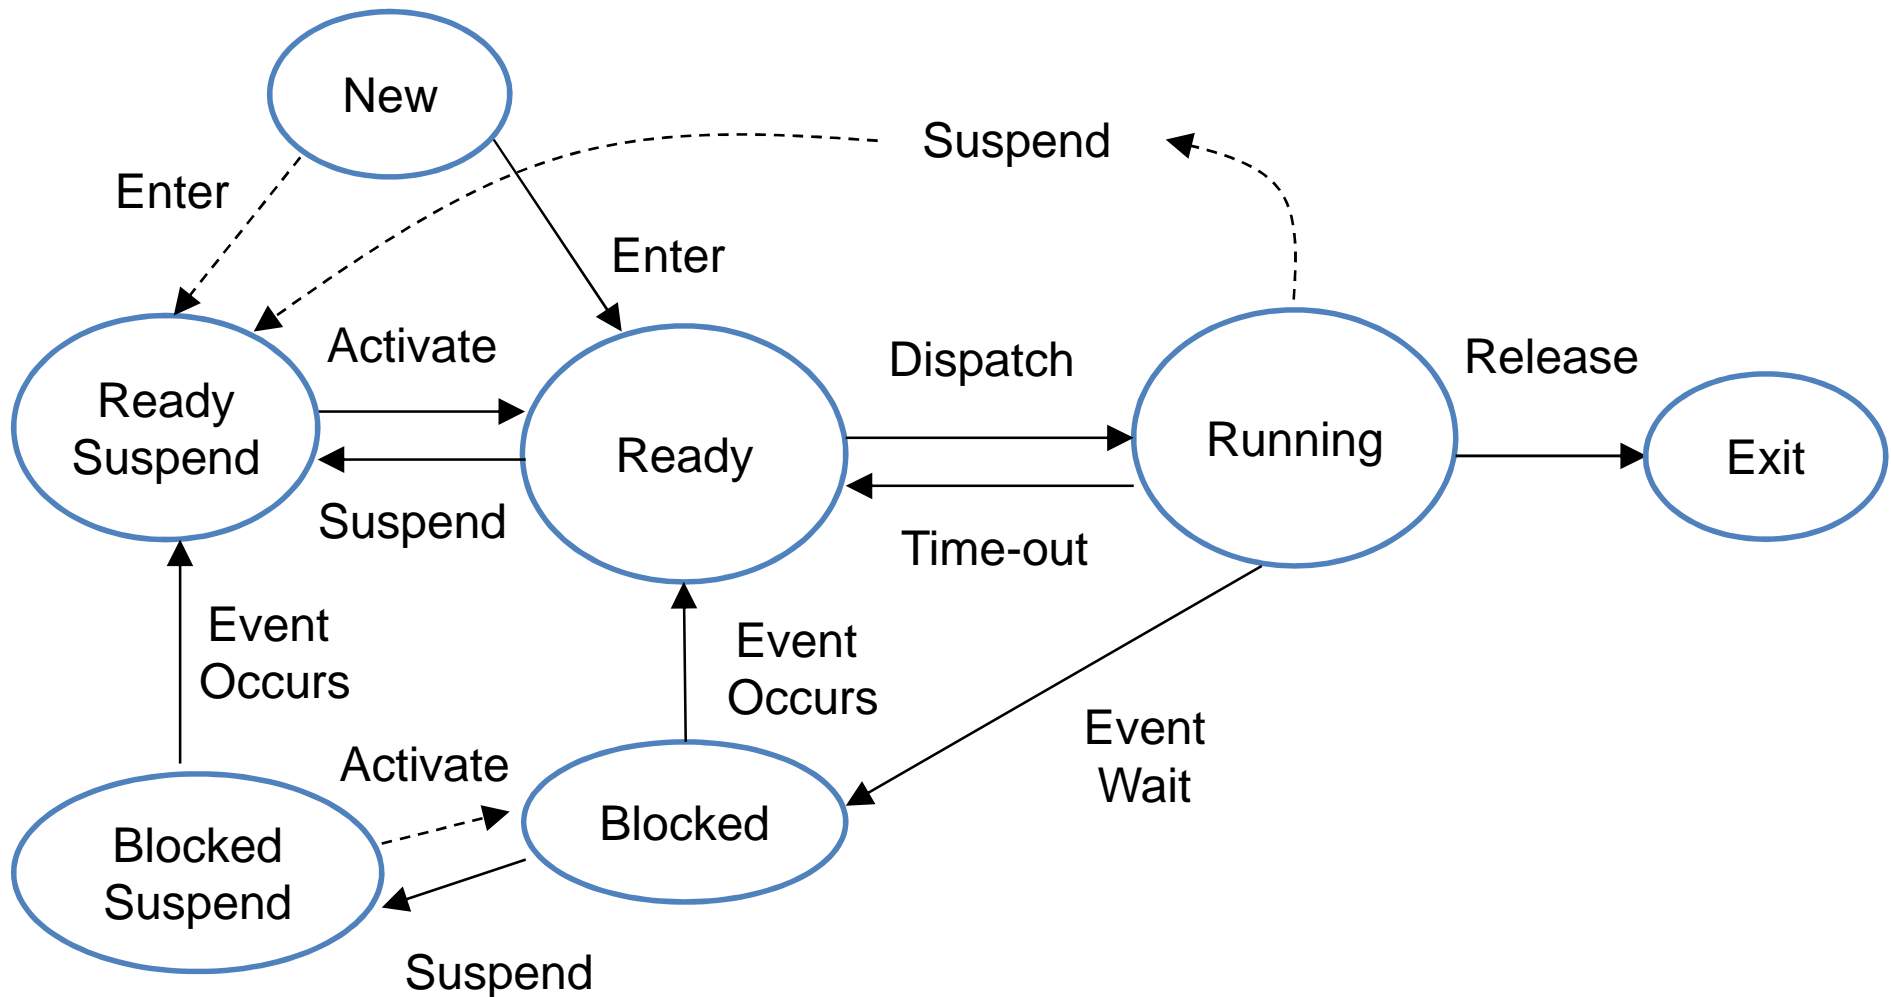 New
Suspend
Enter
Enter
Activate
Dispatch
Release
Ready
Suspend
Ready
Running
Exit
Suspend
Time-out
Event
Occurs
Event
Occurs
Event
Wait
Activate
Blocked
Blocked
Suspend
Suspend